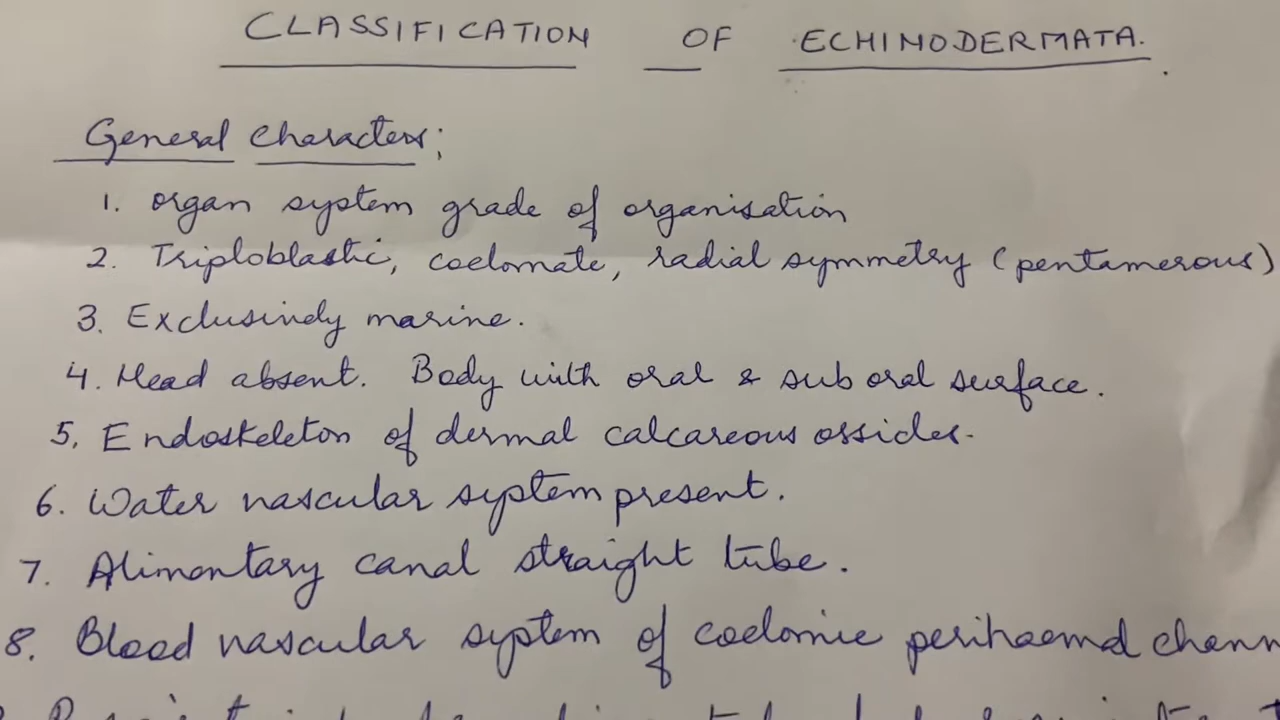 CLASSIFICATION OF ECHINODERMATA.
General Characters;
1. organ system grade of organisation
2. Triploblastic, coelomate, radial symmetry (pentamerous)
3. Exclusively marine.
4. Head absent. Body with oral & sub oral surface.
5. Endoskeleton of dermal calcareous ossicles.
6. Water vascular system present.
7. Alimontary canal straight tube.
8. Blood vascular system of coelomic perihaemal chann